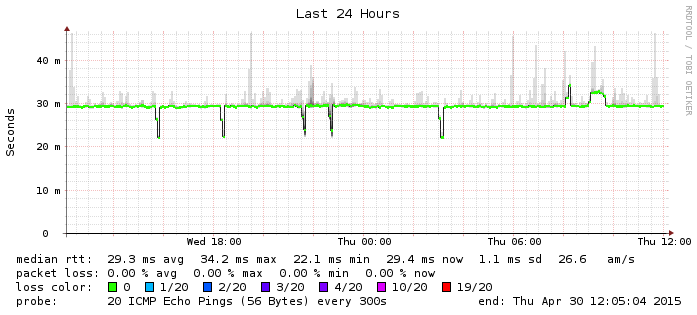 Last 24 Hours
RRDTOOL / TOBI OETIKER
Seconds
40 m
30 m
20 m
10 m
0
Wed 18:00 Thu 00:00 Thu 06:00 Thu 12:00
median rtt: 29.3 ms avg 34.2 ms max 22.1 ms min 29.4 ms now 1.1 ms sd 26.6 am/s
packet loss: 0.00 % avg 0.00 % max 0.00 % min 0.00 % now
loss color: 0 1/20 2/20 3/20 4/20 10/20 19/20
probe: 20 ICMP Echo Pings (56 Bytes) every 300s end: Thu Apr 30 12:05:04 2015